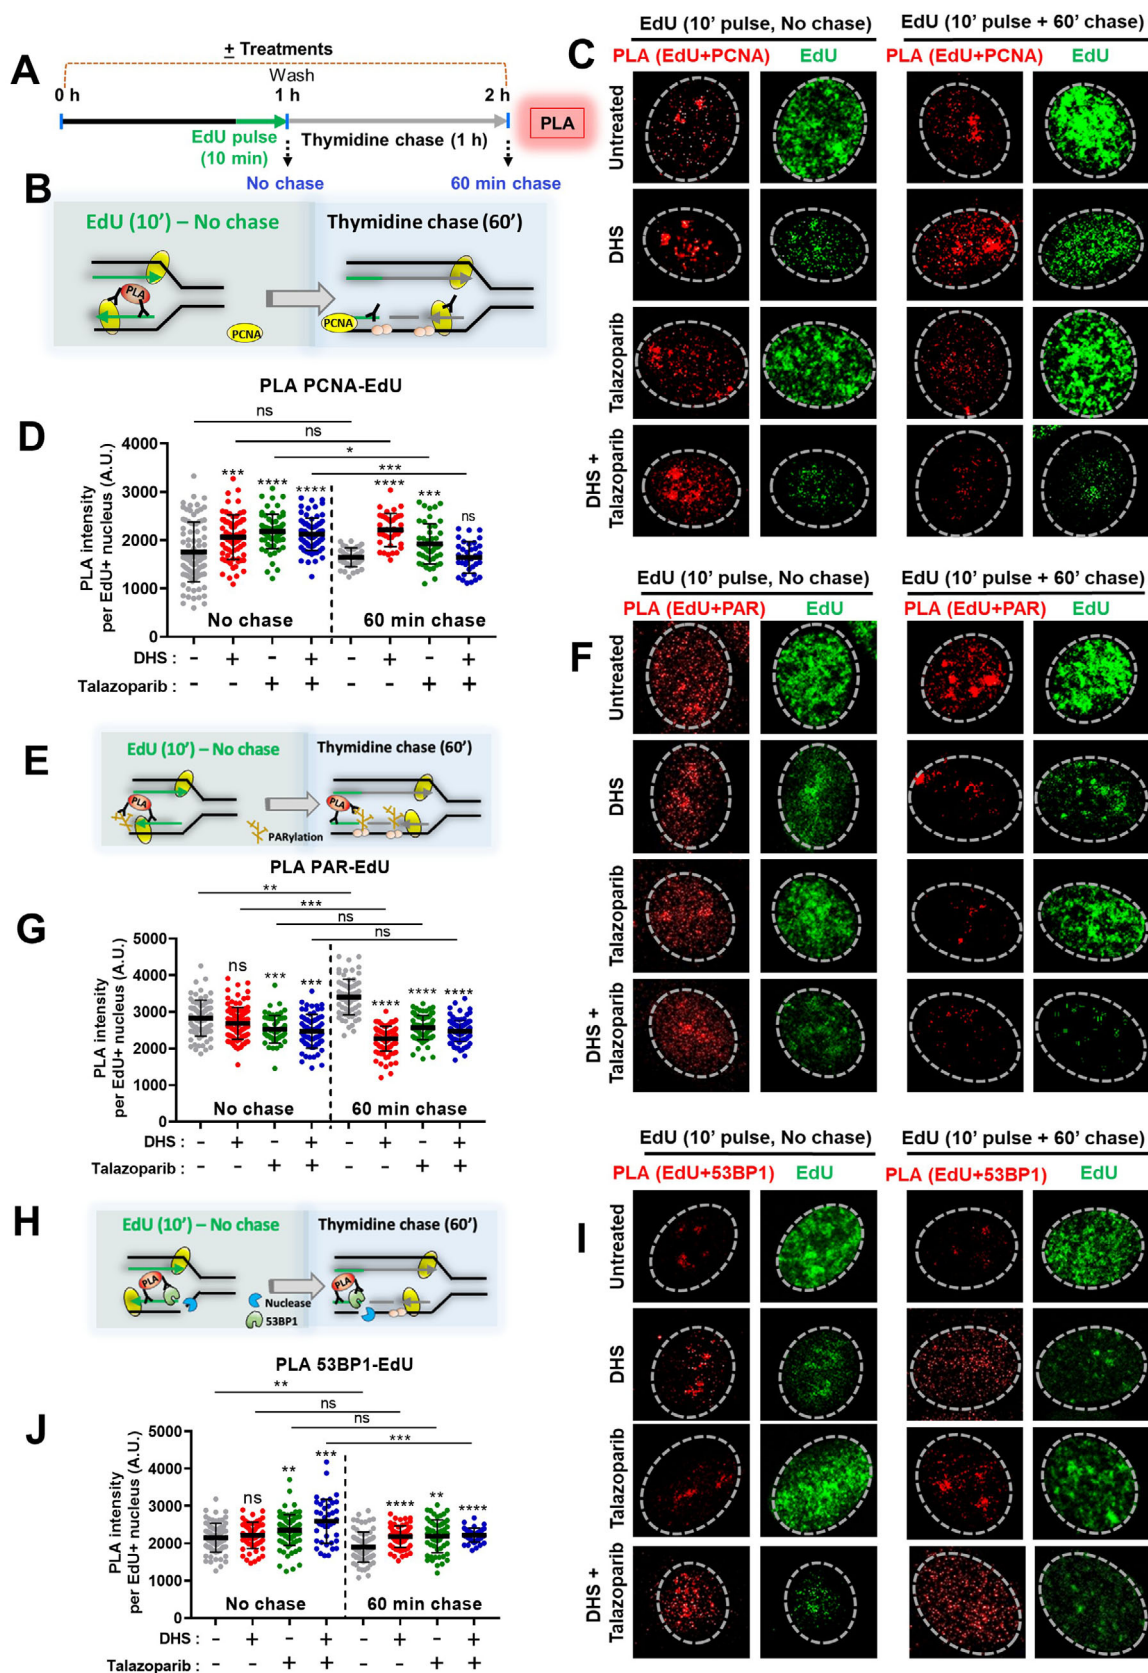 A
± Treatments
Wash
0 h
1 h
2 h
EdU pulse
(10 min)
Thymidine chase (1 h)
PLA
No chase
60 min chase
B
EdU (10') – No chase
Thymidine chase (60')
PLA
PCNA
PCNA
C
EdU (10' pulse, No chase)
EdU (10' pulse + 60' chase)
PLA (EdU+PCNA)
EdU
PLA (EdU+PCNA)
EdU
Untreated
DHS
Talazoparib
DHS +
Talazoparib
D
PLA PCNA-EdU
ns
ns
*
***
***
****
****
****
***
ns
PLA intensity
per EdU+ nucleus (A.U.)
4000
3000
2000
1000
0
No chase
60 min chase
DHS : - + - + - + - +
Talazoparib : - - + + - - + +
E
EdU (10') – No chase
Thymidine chase (60')
PLA
PLA
PARylation
F
EdU (10' pulse, No chase)
EdU (10' pulse + 60' chase)
PLA (EdU+PAR)
EdU
PLA (EdU+PAR)
EdU
Untreated
DHS
Talazoparib
DHS +
Talazoparib
G
PLA PAR-EdU
**
***
ns
ns
ns
***
***
****
****
****
PLA intensity
per EdU+ nucleus (A.U.)
5000
4000
3000
2000
1000
0
No chase
60 min chase
DHS : - + - + - + - +
Talazoparib : - - + + - - + +
H
EdU (10') – No chase
Thymidine chase (60')
PLA
PLA
Nuclease
53BP1
I
EdU (10' pulse, No chase)
EdU (10' pulse + 60' chase)
PLA (EdU+53BP1)
EdU
PLA (EdU+53BP1)
EdU
Untreated
DHS
Talazoparib
DHS +
Talazoparib
J
PLA 53BP1-EdU
**
ns
ns
***
ns
**
***
****
**
****
PLA intensity
per EdU+ nucleus (A.U.)
5000
4000
3000
2000
1000
0
No chase
60 min chase
DHS : - + - + - + - +
Talazoparib : - - + + - - + +